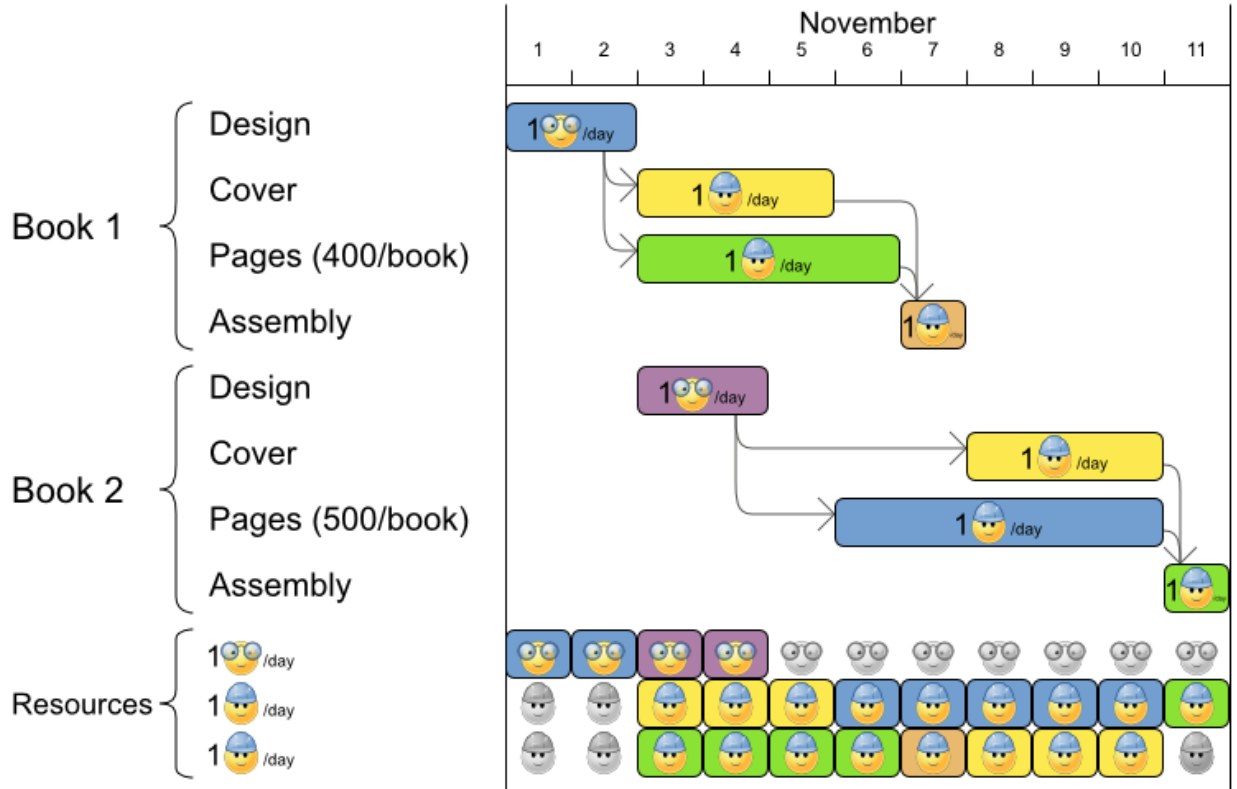 November
1 2 3 4 5 6 7 8 9 10 11
Book 1
Design
1 /day
Cover
1 /day
Pages (400/book)
1 /day
Assembly
1 /day
Book 2
Design
1 /day
Cover
1 /day
Pages (500/book)
1 /day
Assembly
1 /day
Resources
1 /day
1 /day
1 /day